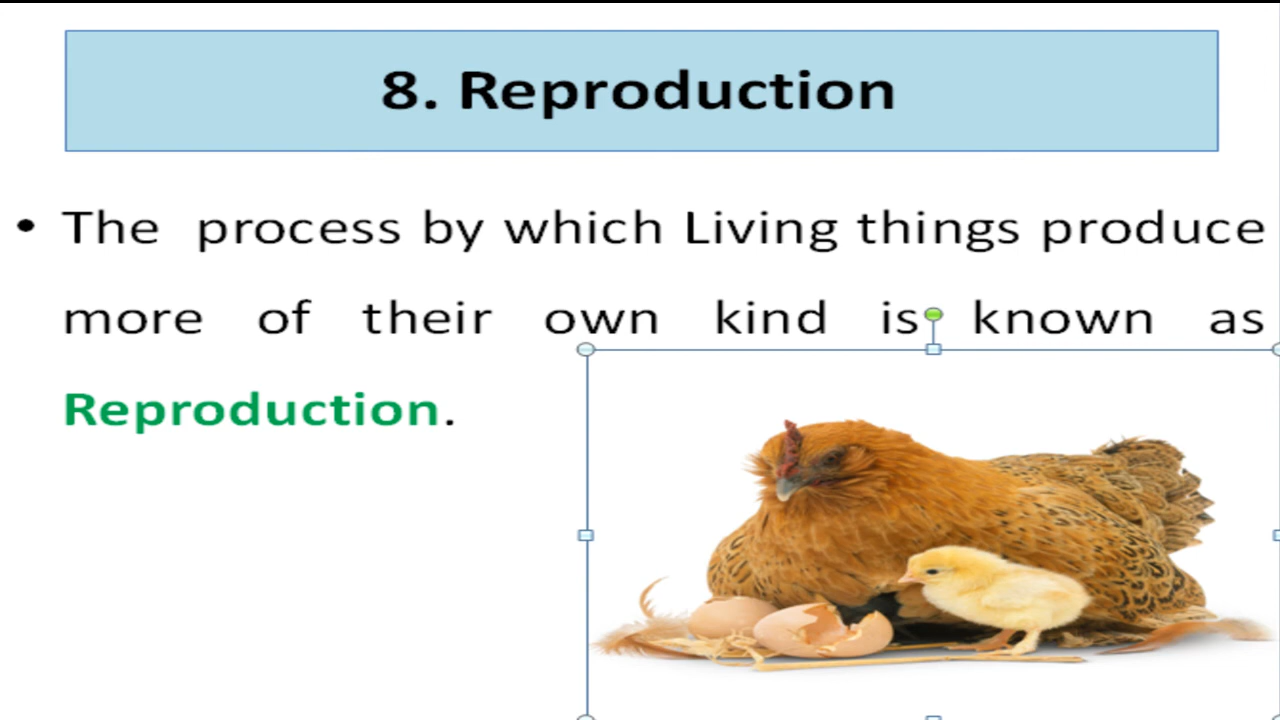 8. Reproduction
• The process by which Living things produce
more of their own kind is known as
Reproduction.